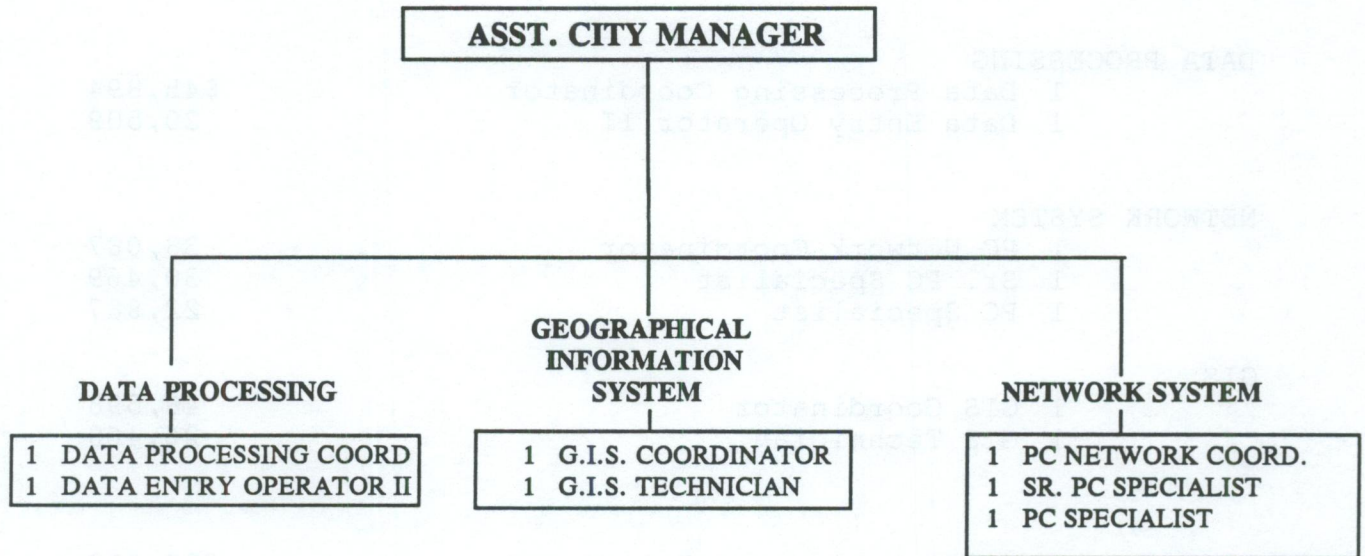 ASST. CITY MANAGER
DATA PROCESSING
1 DATA PROCESSING COORD
1 DATA ENTRY OPERATOR II
GEOGRAPHICAL
INFORMATION
SYSTEM
1 G.I.S. COORDINATOR
1 G.I.S. TECHNICIAN
NETWORK SYSTEM
1 PC NETWORK COORD.
1 SR. PC SPECIALIST
1 PC SPECIALIST